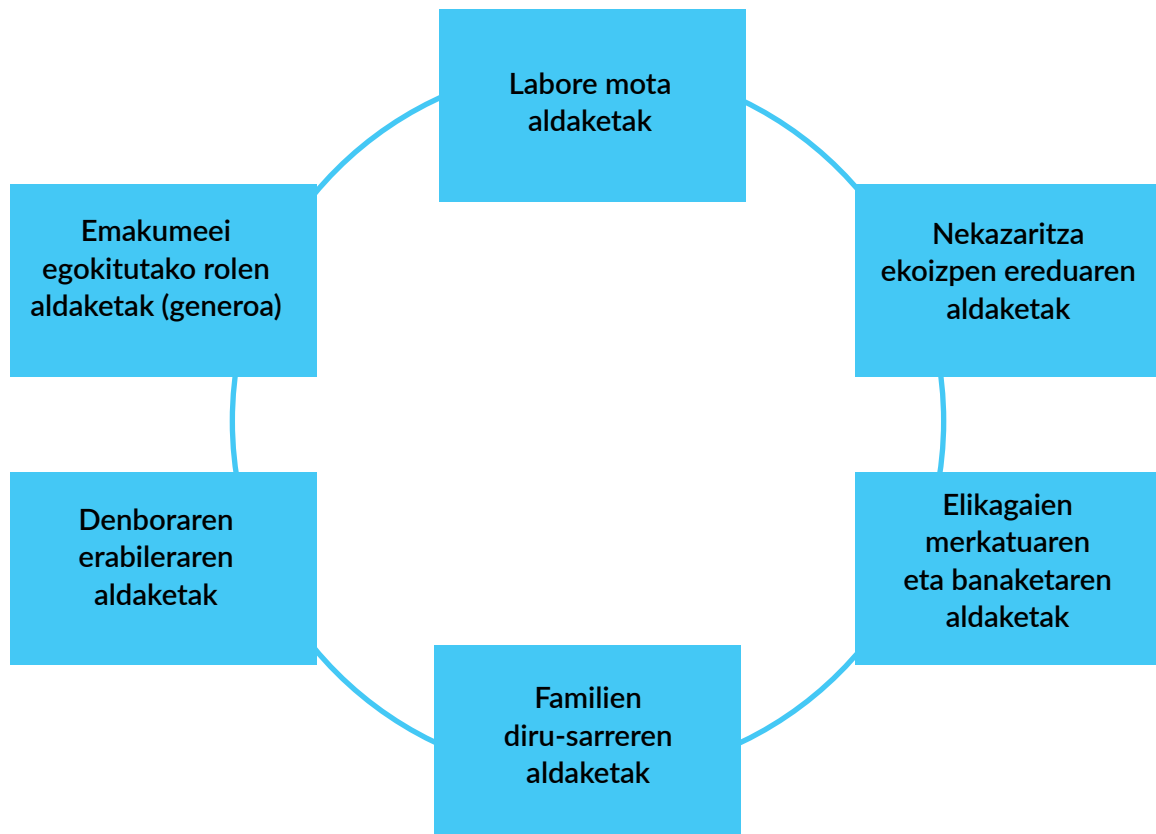 Labore mota
aldaketak
Nekazaritza
ekoizpen ereduaren
aldaketak
Elikagaien
merkatuaren
eta banaketaren
aldaketak
Familien
diru-sarreren
aldaketak
Denboraren
erabileraren
aldaketak
Emakumeei
egokitutako rolen
aldaketak (generoa)